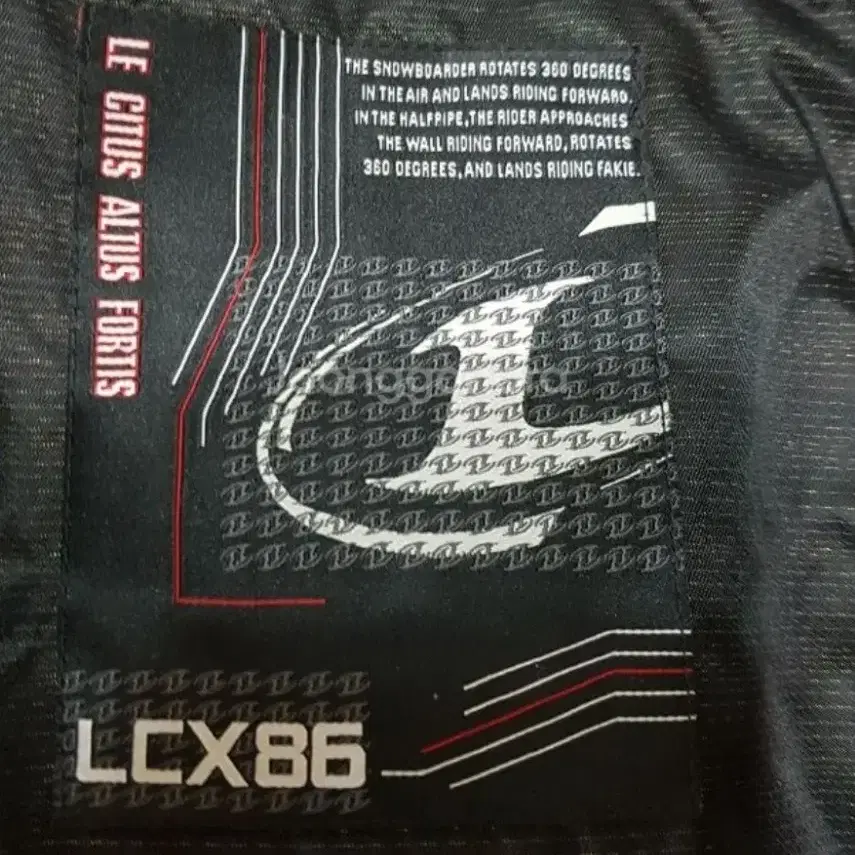 LE CITUS ALTUS FORTIS
THE SNOWBOARDER ROTATES 360 DEGREES
IN THE AIR AND LANDS RIDING FORWARD.
IN THE HALFPIPE, THE RIDER APPROACHES
THE WALL RIDING FORWARD, ROTATES
360 DEGREES, AND LANDS RIDING FAKIE.
LCX86